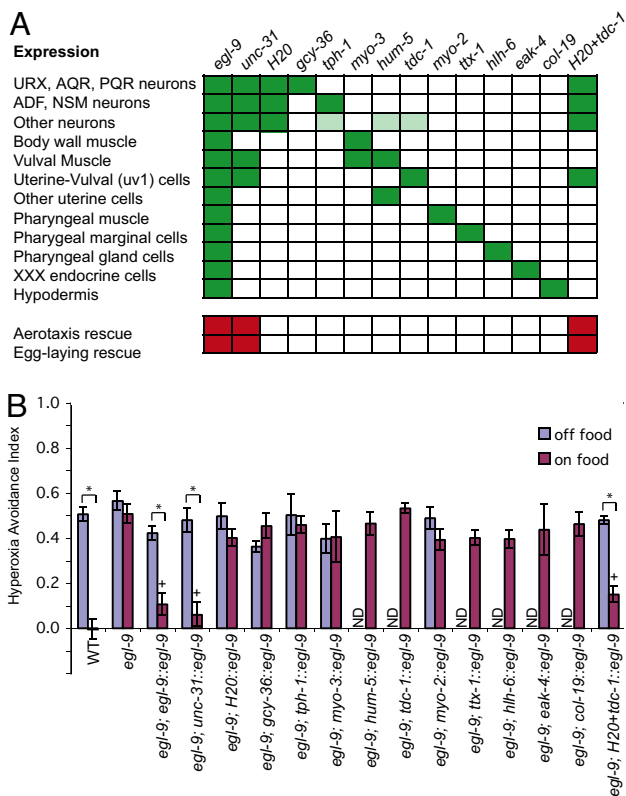 A
Expression
egl-9
unc-31
H20
gcy-36
tph-1
myo-3
hum-5
tdc-1
myo-2
ttx-1
hlh-6
eak-4
col-19
H20+tdc-1
URX, AQR, PQR neurons
ADF, NSM neurons
Other neurons
Body wall muscle
Vulval Muscle
Uterine-Vulval (uv1) cells
Other uterine cells
Pharyngeal muscle
Pharygeal marginal cells
Pharyngeal gland cells
XXX endocrine cells
Hypodermis
Aerotaxis rescue
Egg-laying rescue
B
Hyperoxia Avoidance Index
1.0
0.8
0.6
0.4
0.2
0.0
off food
on food
*
*
+
*
+
*
+
ND
ND
ND
ND
ND
ND
WT
egl-9
egl-9; egl-9::egl-9
egl-9; unc-31::egl-9
egl-9; H20::egl-9
egl-9; gcy-36::egl-9
egl-9; tph-1::egl-9
egl-9; myo-3::egl-9
egl-9; hum-5::egl-9
egl-9; tdc-1::egl-9
egl-9; myo-2::egl-9
egl-9; ttx-1::egl-9
egl-9; hlh-6::egl-9
egl-9; eak-4::egl-9
egl-9; col-19::egl-9
egl-9; H20+tdc-1::egl-9